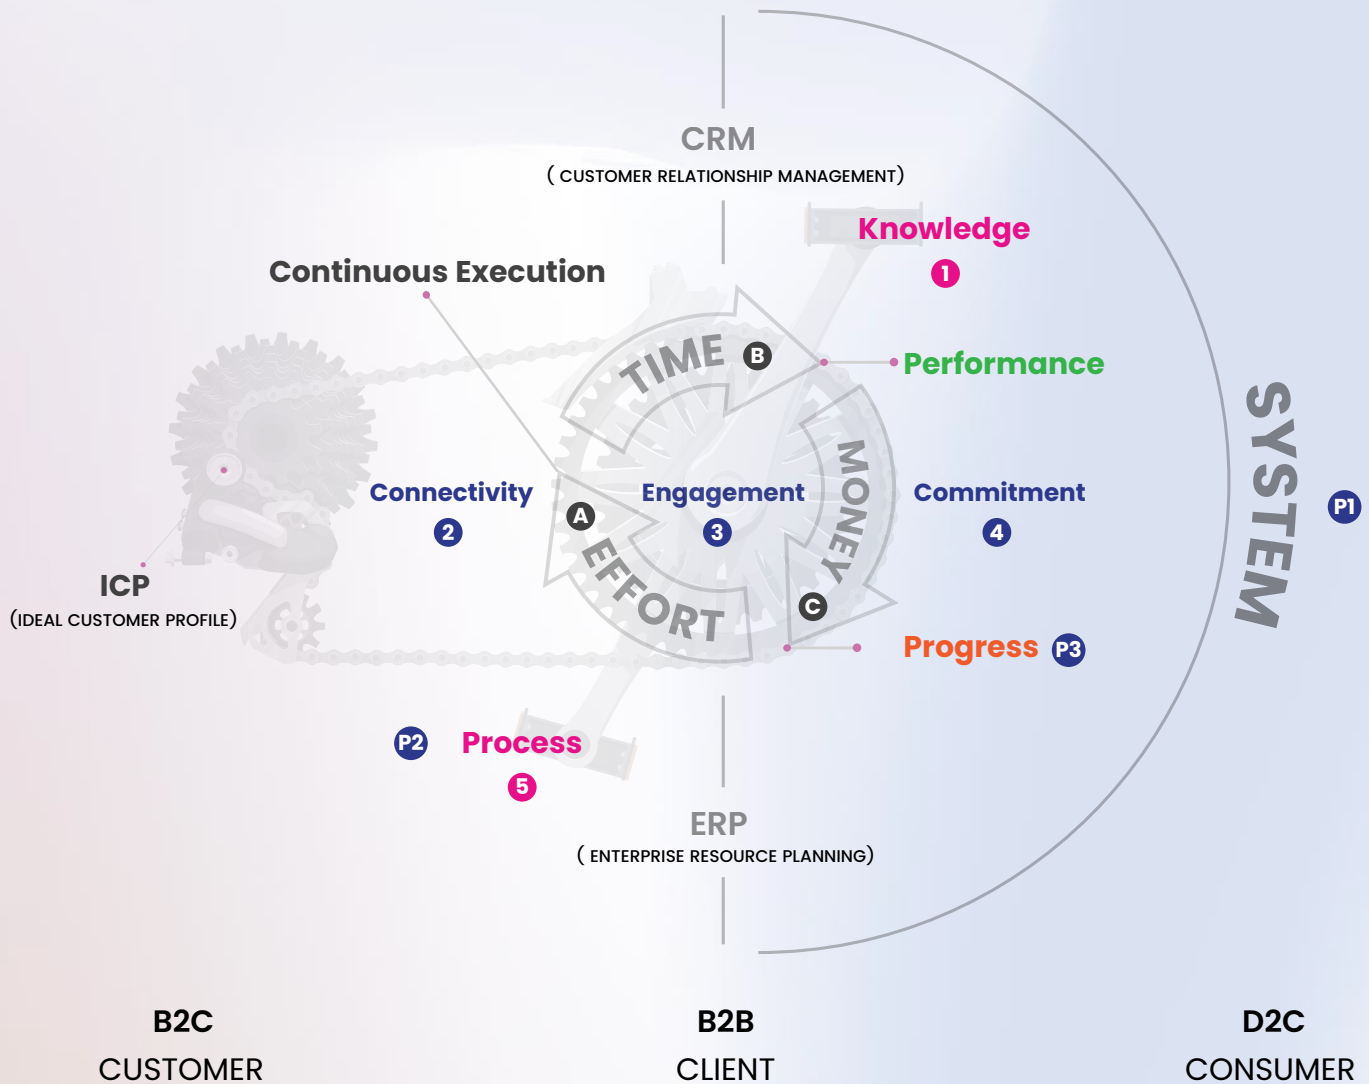 CRM
( CUSTOMER RELATIONSHIP MANAGEMENT)
Knowledge
1
Continuous Execution
TIME
B
Performance
MONEY
SYSTEM
Connectivity
2
Engagement
3
Commitment
4
P1
A
EFFORT
C
ICP
(IDEAL CUSTOMER PROFILE)
Progress P3
P2 Process
5
ERP
( ENTERPRISE RESOURCE PLANNING)
B2C
CUSTOMER
B2B
CLIENT
D2C
CONSUMER